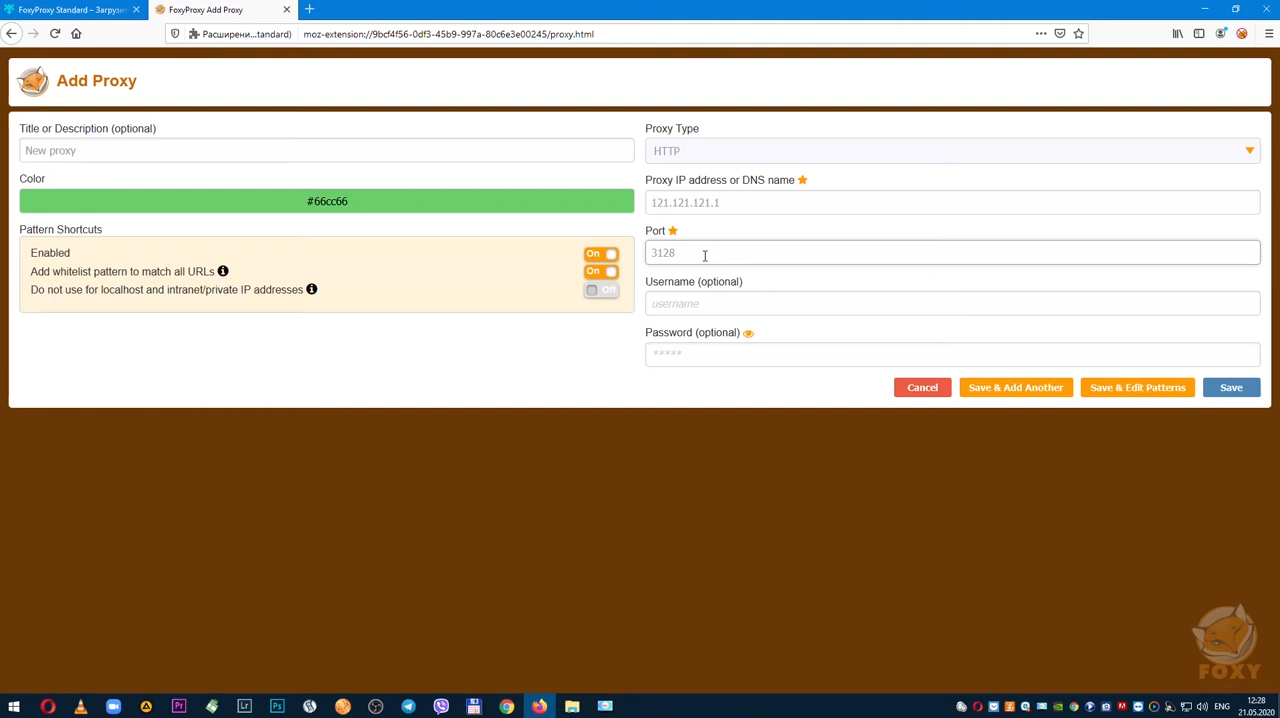 FoxyProxy Standard – Загрузи
FoxyProxy Add Proxy
Расширени...tandard)
moz-extension://9bcf4f56-0df3-45b9-997a-80c6e3e00245/proxy.html
Add Proxy
Title or Description (optional)
New proxy
Color
#66cc66
Pattern Shortcuts
Enabled
On
Add whitelist pattern to match all URLs
On
Do not use for localhost and intranet/private IP addresses
Off
Proxy Type
HTTP
Proxy IP address or DNS name
121.121.121.1
Port
3128
Username (optional)
username
Password (optional)
*****
Cancel
Save & Add Another
Save & Edit Patterns
Save
FOXY
Pr
Lr
Ps
ENG
12:28
21.05.2020